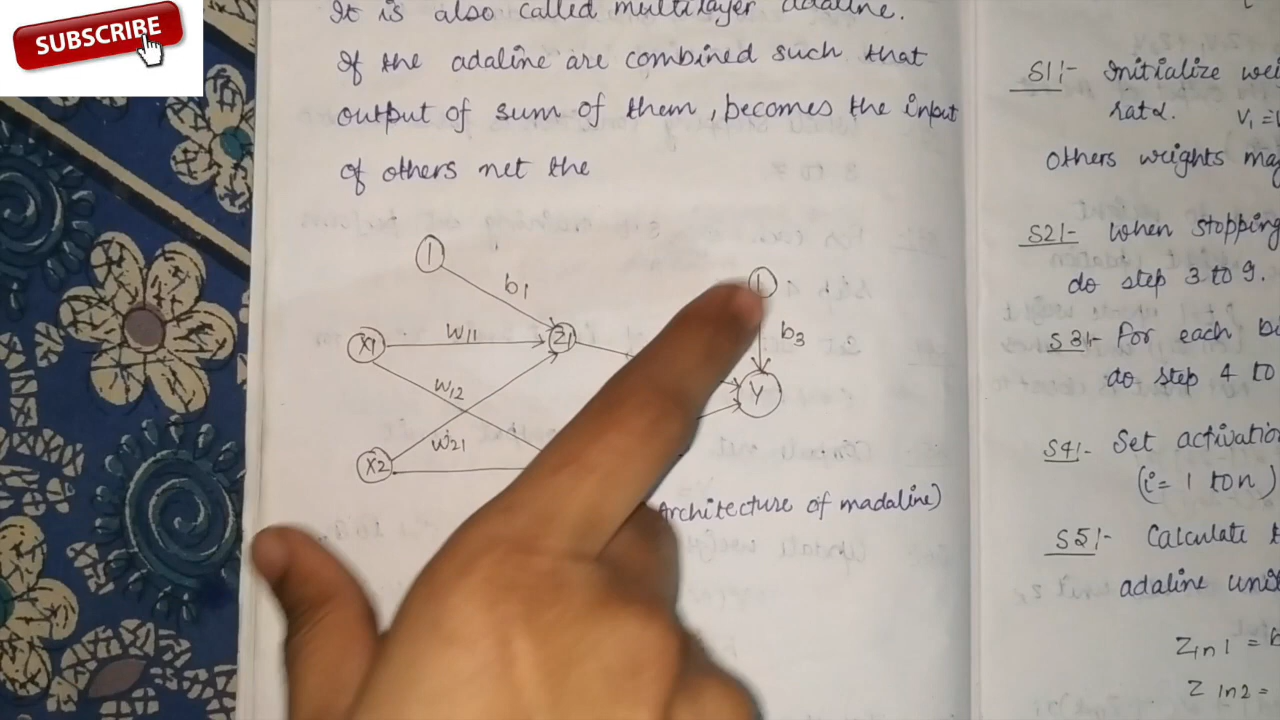 SUBSCRIBE
It is also called multilayer adaline.
If the adaline are combined such that
output of sum of them, becomes the input
of others net the
1
b1
X1
W11
Z1
W12
X2
W21
1
b3
Y
Architecture of madaline)
S1:- Initialize wei
rat α.
V1 =
others weights ma
S2:- When stopping
do step 3 to 9.
S3:- For each b
do step 4 to
S4:- Set activation
(i= 1 to n)
S5:- Calculate t
adaline unit
Zin1 = b
Zin2 =